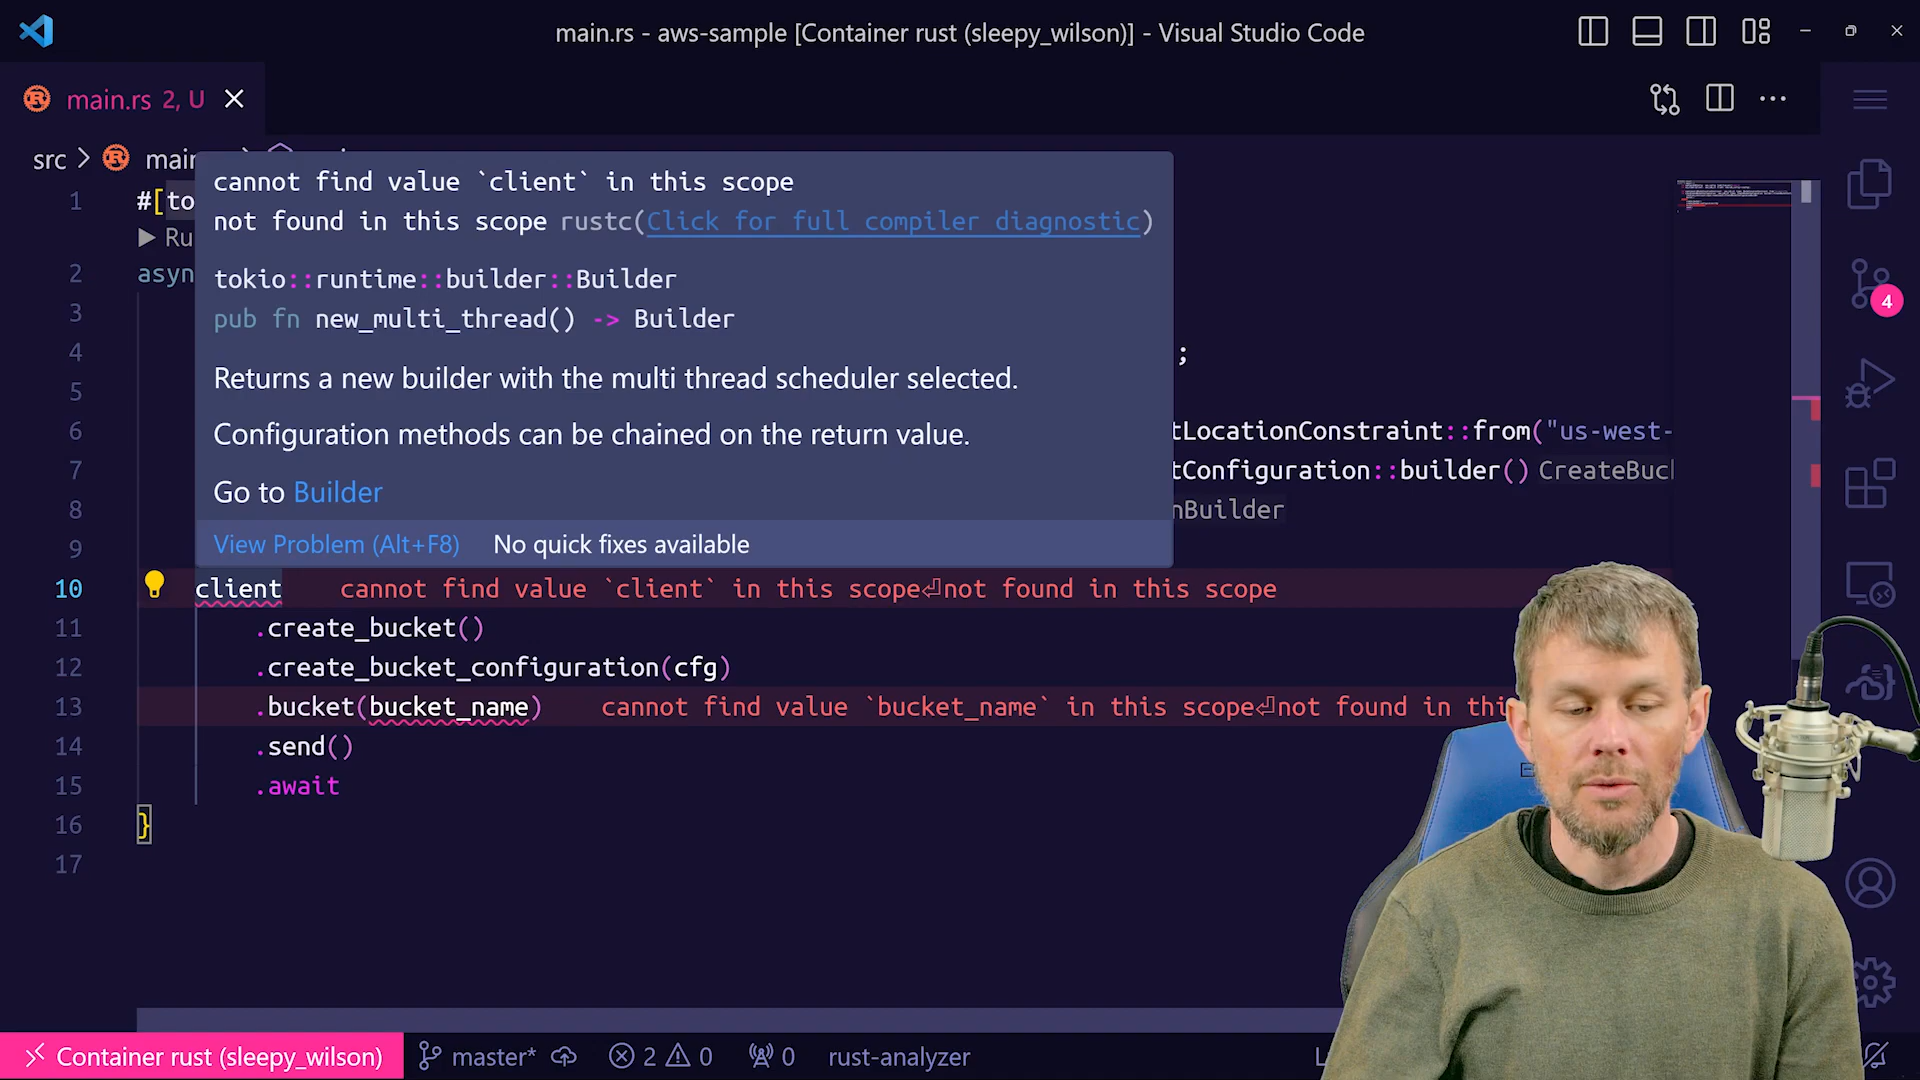 main.rs - aws-sample [Container rust (sleepy_wilson)] - Visual Studio Code
main.rs 2, U
src
cannot find value `client` in this scope
not found in this scope rustc(Click for full compiler diagnostic)
tokio::runtime::builder::Builder
pub fn new_multi_thread() -> Builder
Returns a new builder with the multi thread scheduler selected.
Configuration methods can be chained on the return value.
Go to Builder
View Problem (Alt+F8) No quick fixes available
1 #[to
Ru
2 asyn
3
4 ;
5
6 tLocationConstraint::from("us-west-
7 tConfiguration::builder() CreateBuc
8 nBuilder
9
10 client cannot find value `client` in this scope⏎not found in this scope
11 .create_bucket()
12 .create_bucket_configuration(cfg)
13 .bucket(bucket_name) cannot find value `bucket_name` in this scope⏎not found in thi
14 .send()
15 .await
16 }
17
4
Container rust (sleepy_wilson) master* 2 0 0 rust-analyzer L